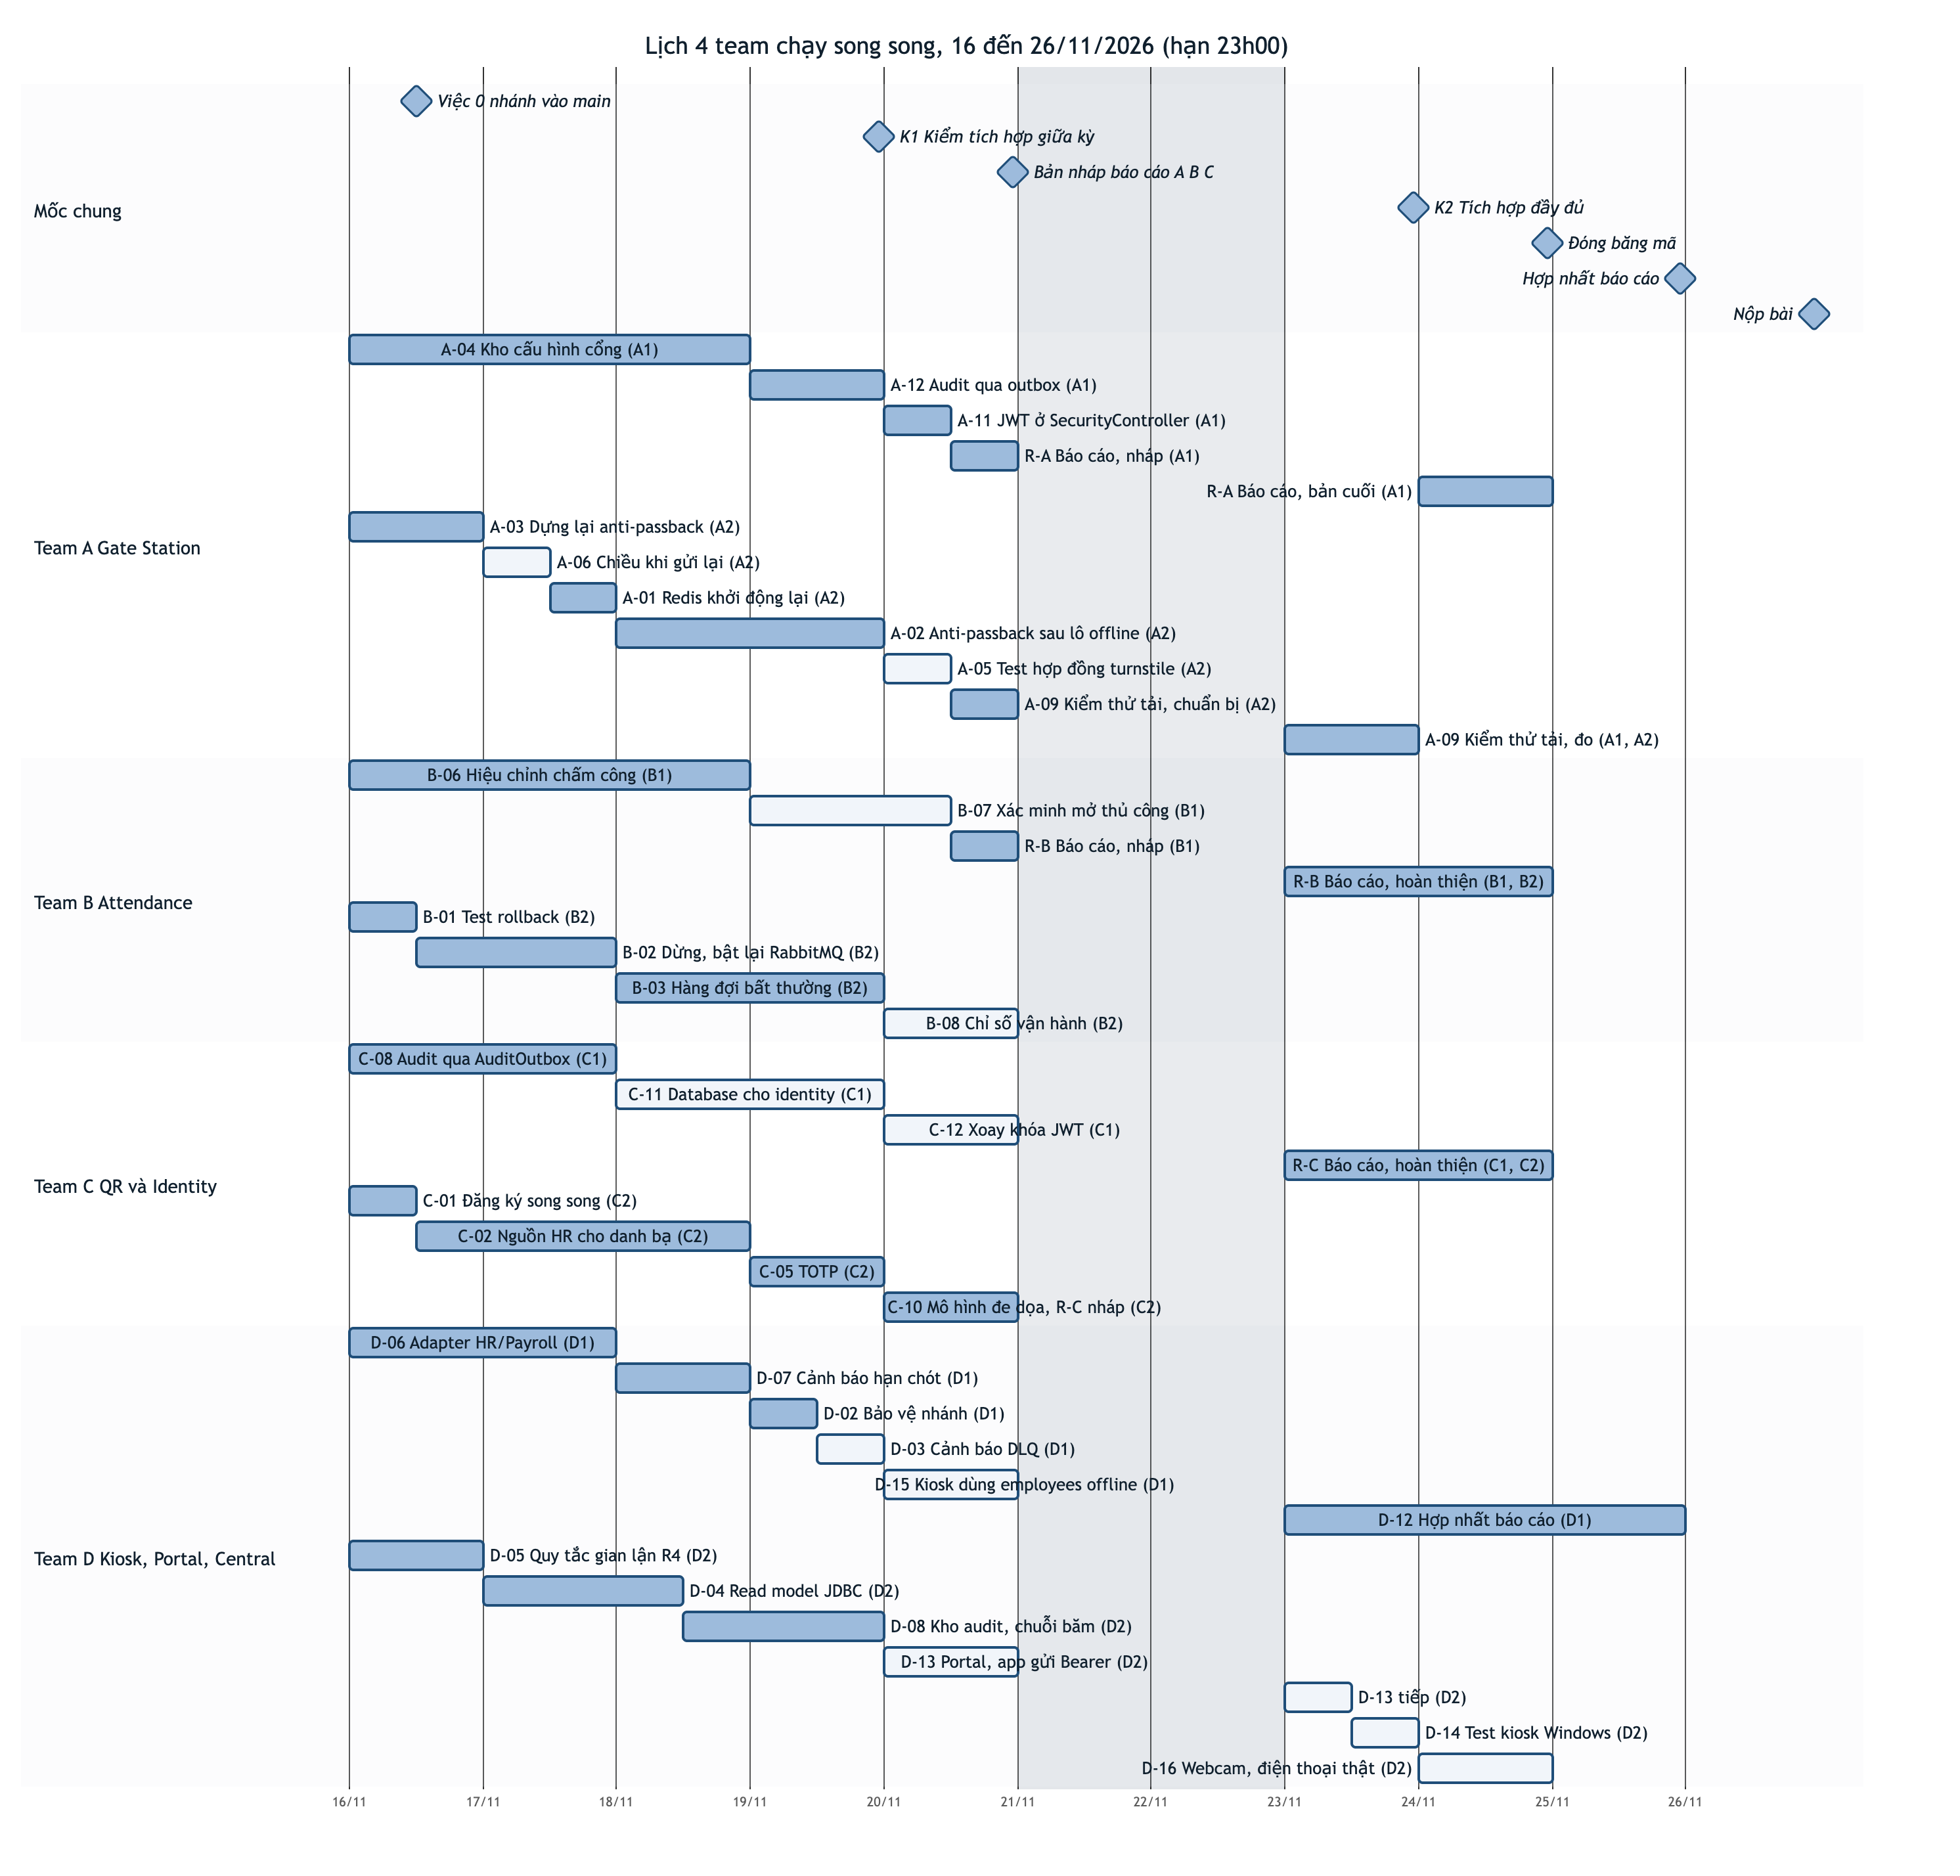 Lịch 4 team chạy song song, 16 đến 26/11/2026 (hạn 23h00)
Mốc chung
Việc 0 nhánh vào main
K1 Kiểm tích hợp giữa kỳ
Bản nháp báo cáo A B C
K2 Tích hợp đầy đủ
Đóng băng mã
Hợp nhất báo cáo
Nộp bài
Team A Gate Station
A-04 Kho cấu hình cổng (A1)
A-12 Audit qua outbox (A1)
A-11 JWT ở SecurityController (A1)
R-A Báo cáo, nháp (A1)
R-A Báo cáo, bản cuối (A1)
A-03 Dựng lại anti-passback (A2)
A-06 Chiều khi gửi lại (A2)
A-01 Redis khởi động lại (A2)
A-02 Anti-passback sau lô offline (A2)
A-05 Test hợp đồng turnstile (A2)
A-09 Kiểm thử tải, chuẩn bị (A2)
A-09 Kiểm thử tải, đo (A1, A2)
Team B Attendance
B-06 Hiệu chỉnh chấm công (B1)
B-07 Xác minh mở thủ công (B1)
R-B Báo cáo, nháp (B1)
R-B Báo cáo, hoàn thiện (B1, B2)
B-01 Test rollback (B2)
B-02 Dừng, bật lại RabbitMQ (B2)
B-03 Hàng đợi bất thường (B2)
B-08 Chỉ số vận hành (B2)
Team C QR và Identity
C-08 Audit qua AuditOutbox (C1)
C-11 Database cho identity (C1)
C-12 Xoay khóa JWT (C1)
R-C Báo cáo, hoàn thiện (C1, C2)
C-01 Đăng ký song song (C2)
C-02 Nguồn HR cho danh bạ (C2)
C-05 TOTP (C2)
C-10 Mô hình đe dọa, R-C nháp (C2)
Team D Kiosk, Portal, Central
D-06 Adapter HR/Payroll (D1)
D-07 Cảnh báo hạn chót (D1)
D-02 Bảo vệ nhánh (D1)
D-03 Cảnh báo DLQ (D1)
D-15 Kiosk dùng employees offline (D1)
D-12 Hợp nhất báo cáo (D1)
D-05 Quy tắc gian lận R4 (D2)
D-04 Read model JDBC (D2)
D-08 Kho audit, chuỗi băm (D2)
D-13 Portal, app gửi Bearer (D2)
D-13 tiếp (D2)
D-14 Test kiosk Windows (D2)
D-16 Webcam, điện thoại thật (D2)
16/11 17/11 18/11 19/11 20/11 21/11 22/11 23/11 24/11 25/11 26/11